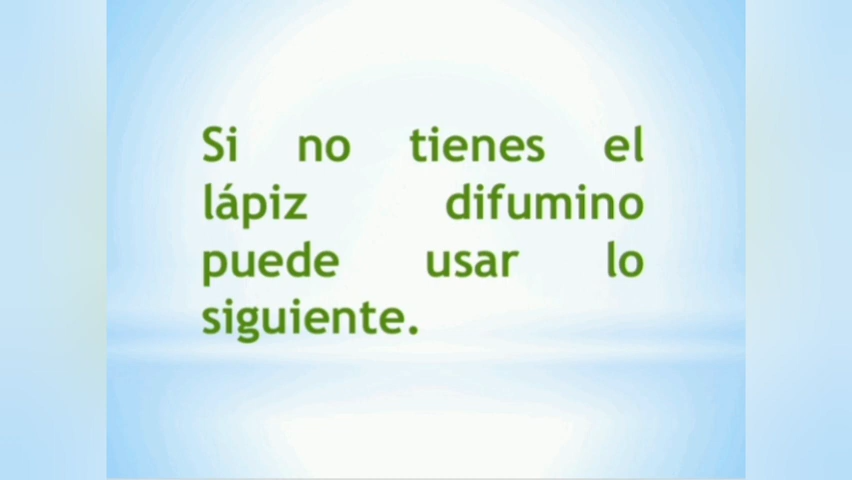 Si no tienes el
lápiz difumino
puede usar lo
siguiente.